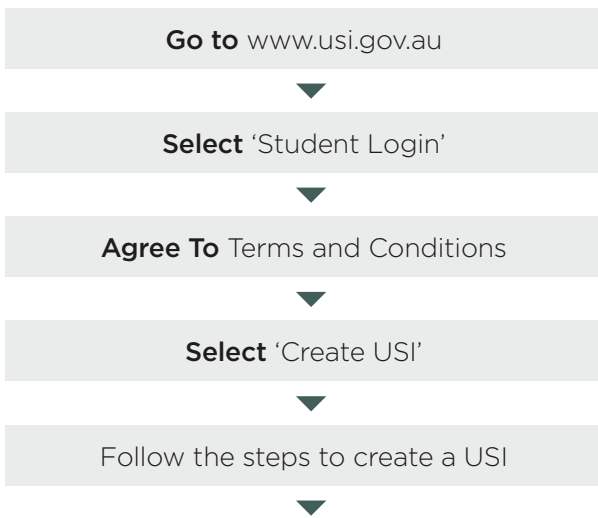 Go to www.usi.gov.au
Select ‘Student Login’
Agree To Terms and Conditions
Select ‘Create USI’
Follow the steps to create a USI